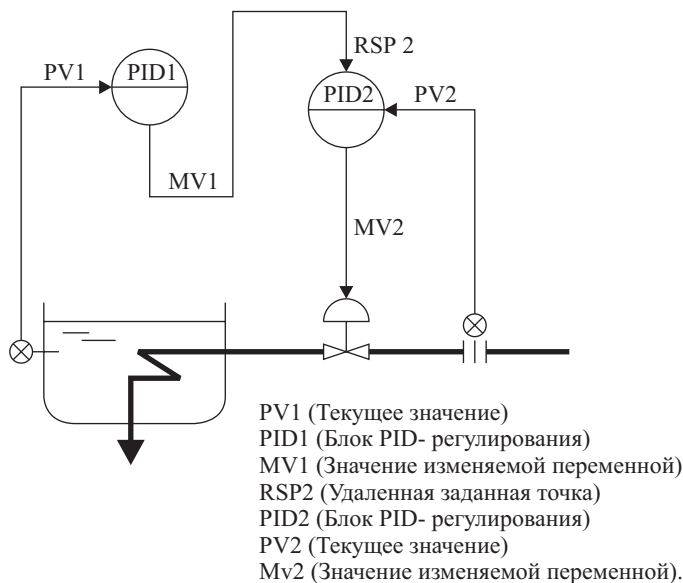 RSP 2
PV1
PID1
PID2
PV2
MV1
MV2
PV1 (Текущее значение)
PID1 (Блок PID- регулирования)
MV1 (Значение изменяемой переменной)
RSP2 (Удаленная заданная точка)
PID2 (Блок PID- регулирования)
PV2 (Текущее значение)
Mv2 (Значение изменяемой переменной).